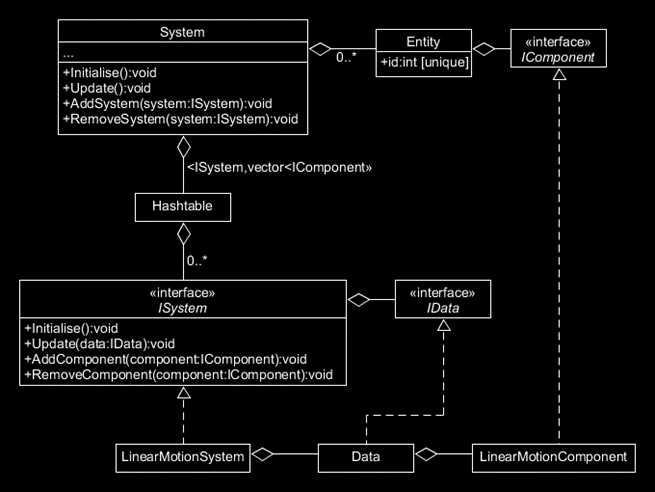 System
...
+Initialise():void
+Update():void
+AddSystem(system:ISystem):void
+RemoveSystem(system:ISystem):void
0..*
Entity
+id:int [unique]
«interface»
IComponent
<ISystem,vector<IComponent»
Hashtable
0..*
«interface»
ISystem
+Initialise():void
+Update(data:IData):void
+AddComponent(component:IComponent):void
+RemoveComponent(component:IComponent):void
«interface»
IData
LinearMotionSystem
Data
LinearMotionComponent